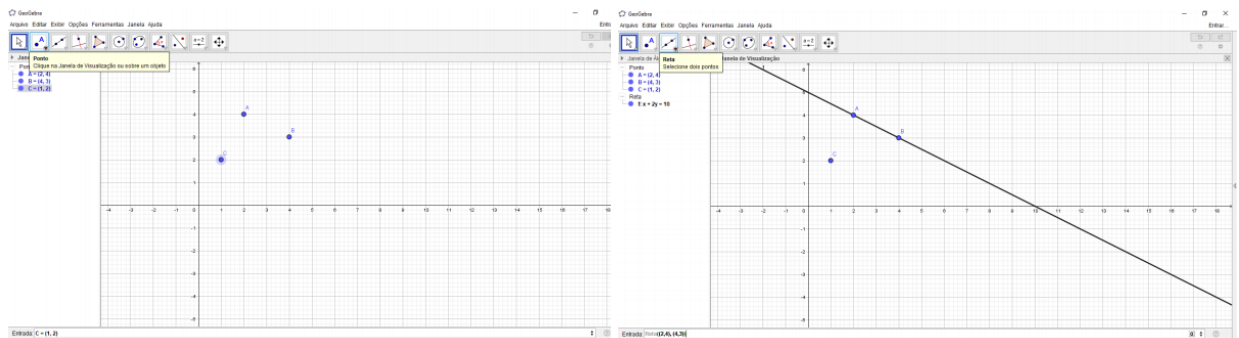 GeoGebra
Arquivo Editar Exibir Opções Ferramentas Janela Ajuda
Ponto
Clique na Janela de Visualização ou sobre um objeto
A = (2, 4)
B = (4, 3)
C = (1, 2)
A
B
C
Entrada: C = (1, 2)
GeoGebra
Arquivo Editar Exibir Opções Ferramentas Janela Ajuda
Entrar...
Reta
Selecione dois pontos
Janela de Visualização
Ponto
A = (2, 4)
B = (4, 3)
C = (1, 2)
Reta
f: x + 2y = 10
A
B
C
Entrada: Reta((2,4), (4,3))